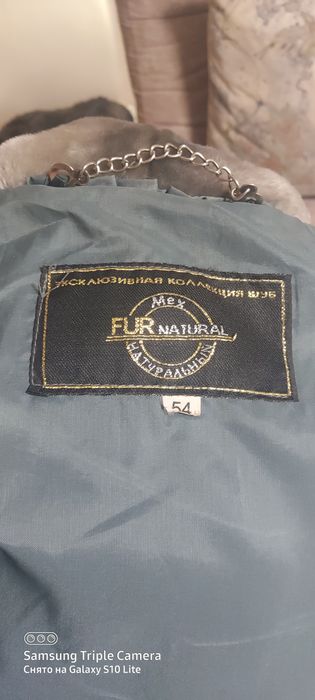 ЭКСКЛЮЗИВНАЯ КОЛЛЕКЦИЯ ШУБ
Мех
FUR NATURAL
НАТУРАЛЬНЫЙ
54
Samsung Triple Camera
Снято на Galaxy S10 Lite